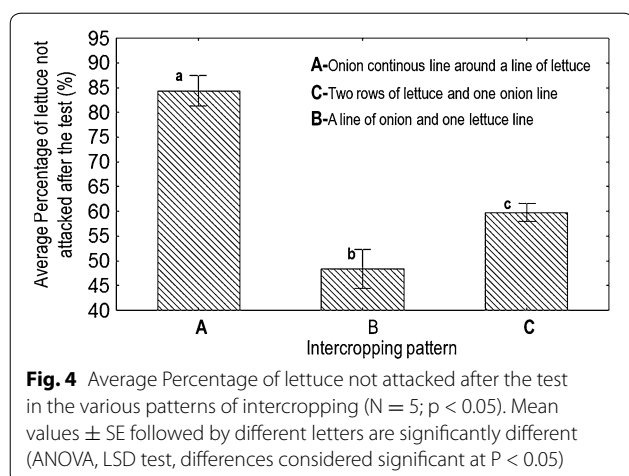 Average Percentage of lettuce not
attacked after the test (%)
95
90
85
80
75
70
65
60
55
50
45
40
a
b
c
A-Onion continous line around a line of lettuce
C-Two rows of lettuce and one onion line
B-A line of onion and one lettuce line
A B C
Intercropping pattern
Fig. 4 Average Percentage of lettuce not attacked after the test
in the various patterns of intercropping (N = 5; p < 0.05). Mean
values ± SE followed by different letters are significantly different
(ANOVA, LSD test, differences considered significant at P < 0.05)